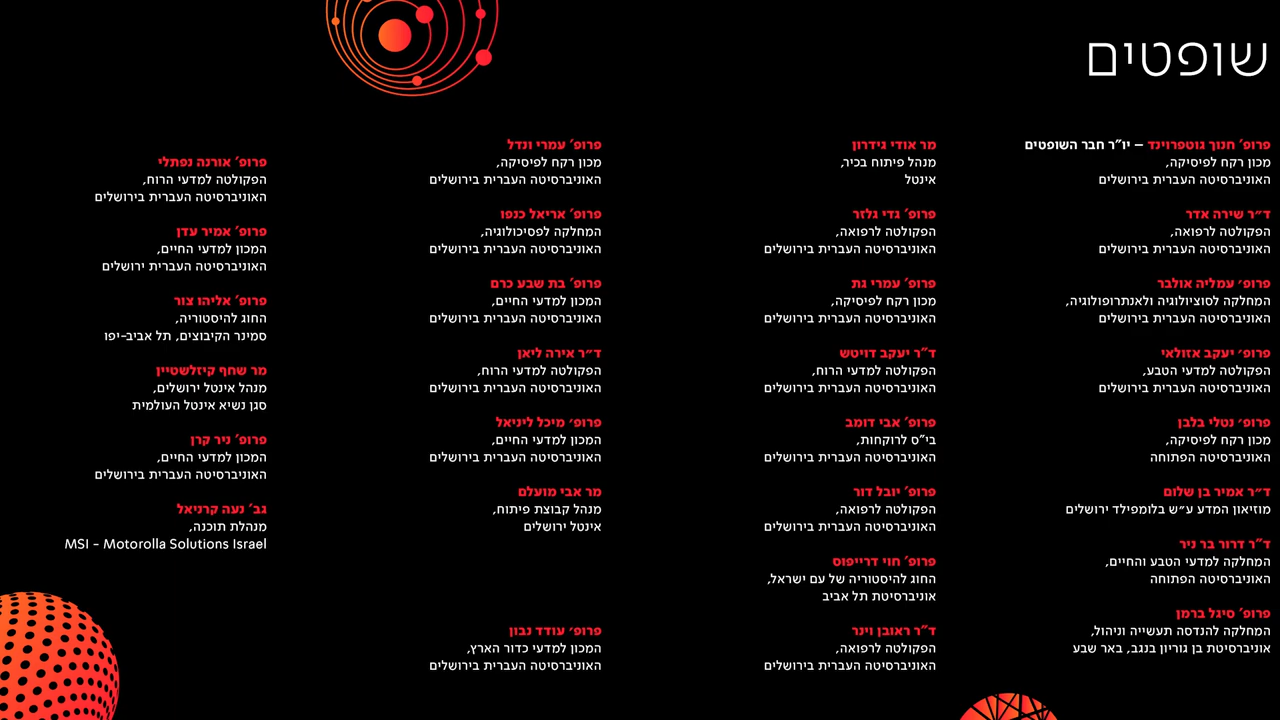 שופטים
פרופ' חנוך גוטפרוינד – יו"ר חבר השופטים
מכון רקח לפיסיקה,
האוניברסיטה העברית בירושלים
ד״ר שירה אדר
הפקולטה לרפואה,
האוניברסיטה העברית בירושלים
פרופ׳ עמליה אולבר
המחלקה לסוציולוגיה ולאנתרופולוגיה,
האוניברסיטה העברית בירושלים
פרופ׳ יעקב אזולאי
הפקולטה למדעי הטבע,
האוניברסיטה העברית בירושלים
פרופ׳ נטלי בלבן
מכון רקח לפיסיקה,
האוניברסיטה הפתוחה
ד״ר אמיר בן שלום
מוזיאון המדע ע״ש בלומפילד ירושלים
ד"ר דרור בר ניר
המחלקה למדעי הטבע והחיים,
האוניברסיטה הפתוחה
פרופ' סיגל ברמן
המחלקה להנדסה תעשייה וניהול,
אוניברסיטת בן גוריון בנגב, באר שבע
מר אודי גידרון
מנהל פיתוח בכיר,
אינטל
פרופ' גדי גלזר
הפקולטה לרפואה,
האוניברסיטה העברית בירושלים
פרופ' עמרי גת
מכון רקח לפיסיקה,
האוניברסיטה העברית בירושלים
ד"ר יעקב דויטש
הפקולטה למדעי הרוח,
האוניברסיטה העברית בירושלים
פרופ' אבי דומב
בי"ס לרוקחות,
האוניברסיטה העברית בירושלים
פרופ' יובל דור
הפקולטה לרפואה,
האוניברסיטה העברית בירושלים
פרופ' חוי דרייפוס
החוג להיסטוריה של עם ישראל,
אוניברסיטת תל אביב
ד"ר ראובן וינר
הפקולטה לרפואה,
האוניברסיטה העברית בירושלים
פרופ' עמרי ונדל
מכון רקח לפיסיקה,
האוניברסיטה העברית בירושלים
פרופ' אריאל כנפו
המחלקה לפסיכולוגיה,
האוניברסיטה העברית בירושלים
פרופ' בת שבע כרם
המכון למדעי החיים,
האוניברסיטה העברית בירושלים
ד״ר אירה ליאן
הפקולטה למדעי הרוח,
האוניברסיטה העברית בירושלים
פרופ׳ מיכל ליניאל
המכון למדעי החיים,
האוניברסיטה העברית בירושלים
מר אבי מועלם
מנהל קבוצת פיתוח,
אינטל ירושלים
פרופ׳ עודד נבון
המכון למדעי כדור הארץ,
האוניברסיטה העברית בירושלים
פרופ' אורנה נפתלי
הפקולטה למדעי הרוח,
האוניברסיטה העברית בירושלים
פרופ' אמיר עדן
המכון למדעי החיים,
האוניברסיטה העברית ירושלים
פרופ' אליהו צור
החוג להיסטוריה,
סמינר הקיבוצים, תל אביב-יפו
מר שחף קיזלשטיין
מנהל אינטל ירושלים,
סגן נשיא אינטל העולמית
פרופ' ניר קרן
המכון למדעי החיים,
האוניברסיטה העברית בירושלים
גב' נעה קרניאל
מנהלת תוכנה,
MSI - Motorolla Solutions Israel